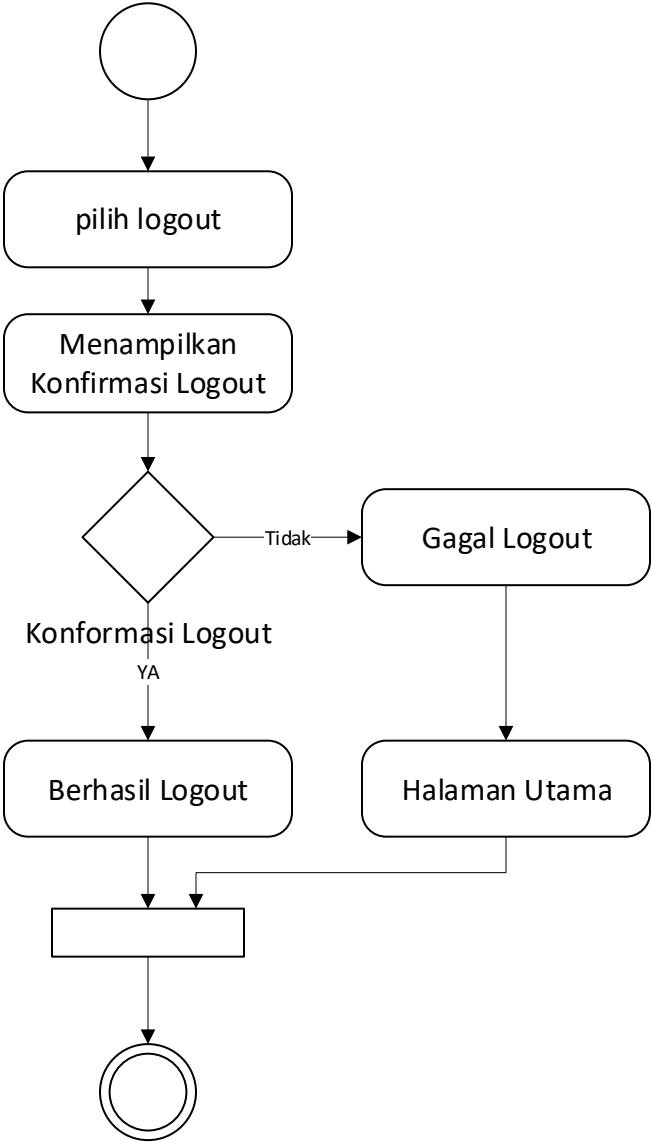 pilih logout
Menampilkan
Konfirmasi Logout
Tidak
Gagal Logout
Konformasi Logout
YA
Berhasil Logout
Halaman Utama